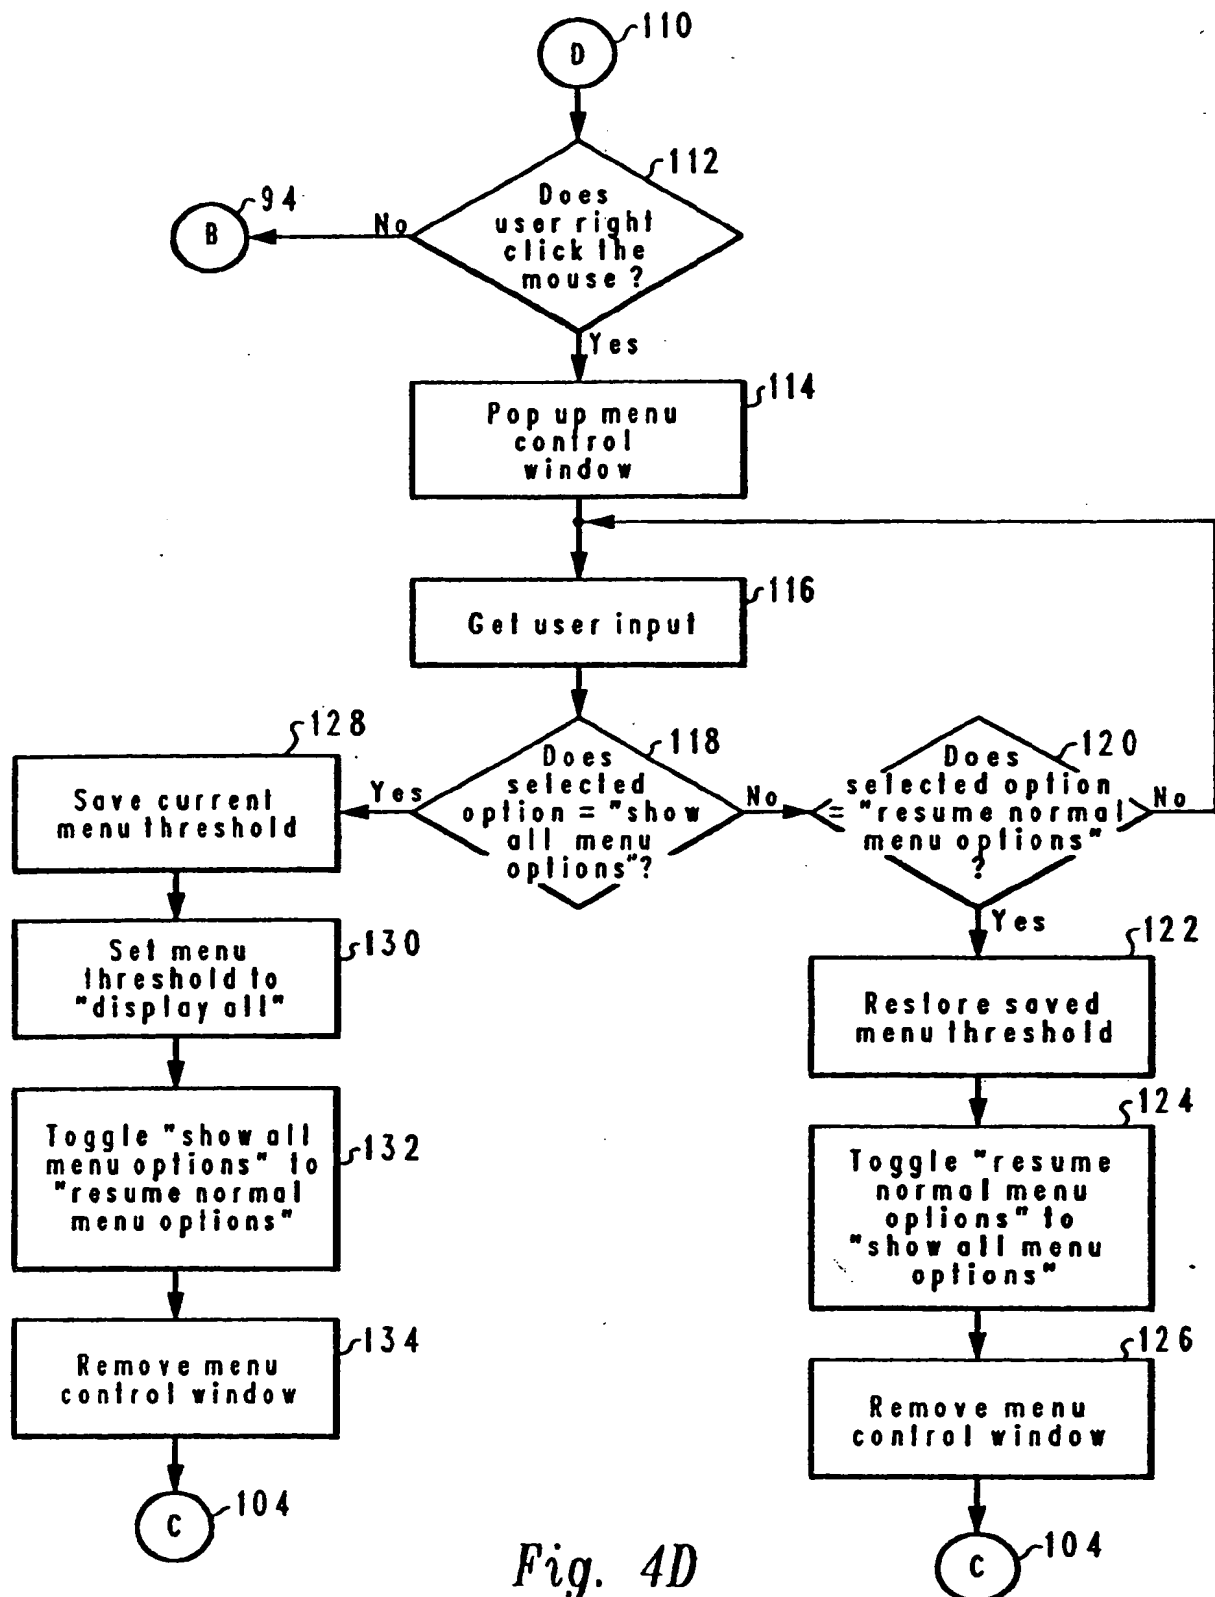 110
D
112
Does
user right
click the
mouse ?
94
B
No
Yes
114
Pop up menu
control
window
116
Get user input
118
Does
selected
option = "show
all menu
options"?
Yes
No
120
Does
selected option
= "resume normal
menu options"
?
No
Yes
128
Save current
menu threshold
130
Set menu
threshold to
"display all"
132
Toggle "show all
menu options" to
"resume normal
menu options"
134
Remove menu
control window
104
C
122
Restore saved
menu threshold
124
Toggle "resume
normal menu
options" to
"show all menu
options"
126
Remove menu
control window
104
C
Fig. 4D